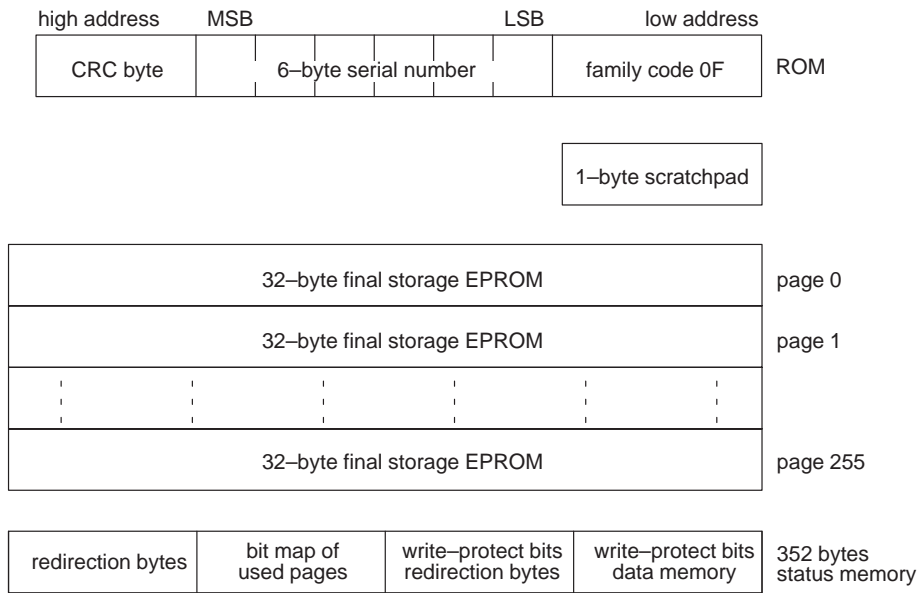 high address MSB LSB low address
CRC byte 6–byte serial number family code 0F ROM
1–byte scratchpad
32–byte final storage EPROM page 0
32–byte final storage EPROM page 1
32–byte final storage EPROM page 255
redirection bytes bit map of used pages write–protect bits redirection bytes write–protect bits data memory 352 bytes status memory